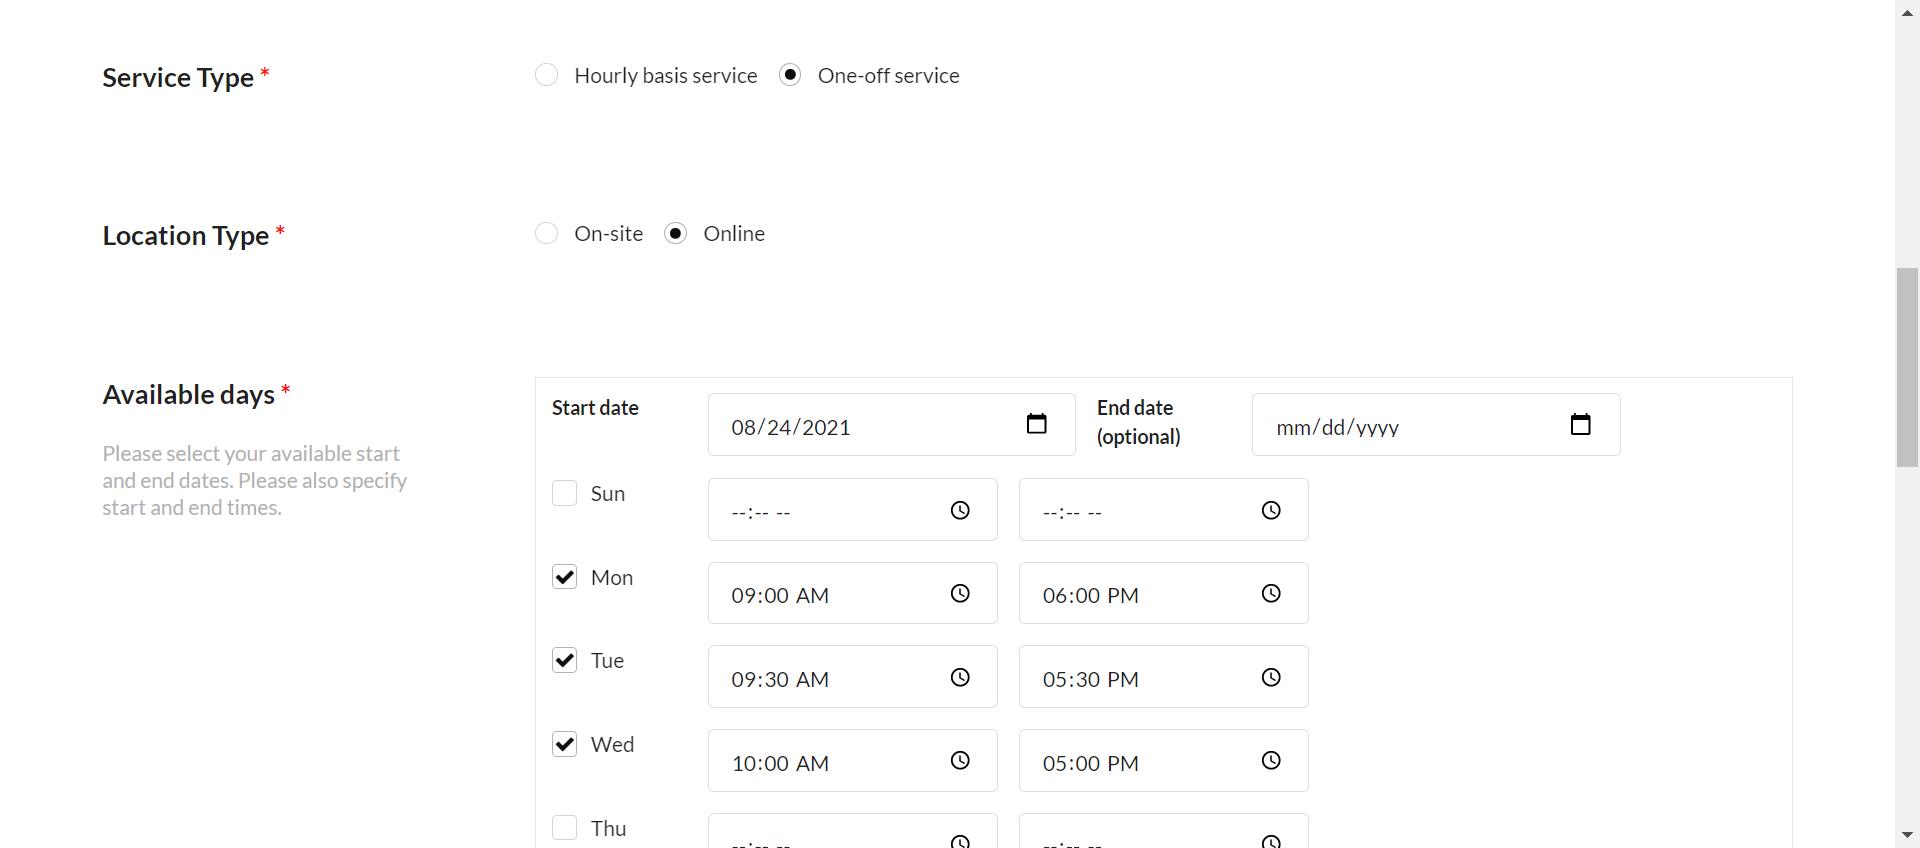 Service Type *
Hourly basis service One-off service
Location Type *
On-site Online
Available days *
Please select your available start
and end dates. Please also specify
start and end times.
Start date 08/24/2021 End date
(optional) mm/dd/yyyy
Sun --:-- -- --:-- --
Mon 09:00 AM 06:00 PM
Tue 09:30 AM 05:30 PM
Wed 10:00 AM 05:00 PM
Thu --:-- -- --:-- --